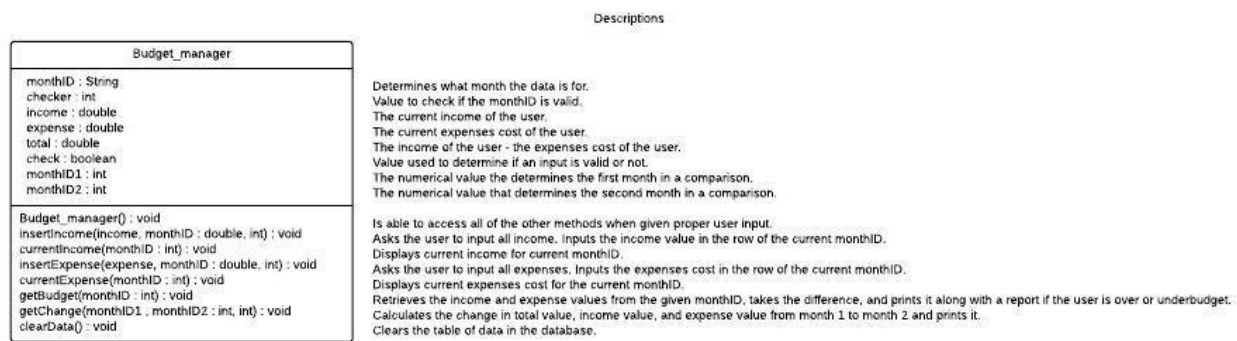 Descriptions
Budget_manager
monthID : String
checker : int
income : double
expense : double
total : double
check : boolean
monthID1 : int
monthID2 : int
Determines what month the data is for.
Value to check if the monthID is valid.
The current income of the user.
The current expenses cost of the user.
The income of the user - the expenses cost of the user.
Value used to determine if an input is valid or not.
The numerical value the determines the first month in a comparison.
The numerical value that determines the second month in a comparison.
Budget_manager() : void
insertIncome(income, monthID : double, int) : void
currentIncome(monthID : int) : void
insertExpense(expense, monthID : double, int) : void
currentExpense(monthID : int) : void
getBudget(monthID : int) : void
getChange(monthID1 , monthID2 : int, int) : void
clearData() : void
Is able to access all of the other methods when given proper user input.
Asks the user to input all income. Inputs the income value in the row of the current monthID.
Displays current income for current monthID.
Asks the user to input all expenses. Inputs the expenses cost in the row of the current monthID.
Displays current expenses cost for the current monthID.
Retrieves the income and expense values from the given monthID, takes the difference, and prints it along with a report if the user is over or underbudget.
Calculates the change in total value, income value, and expense value from month 1 to month 2 and prints it.
Clears the table of data in the database.